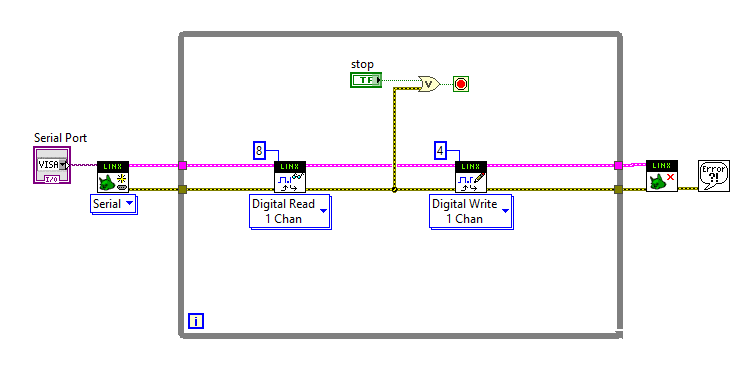 stop
TF
V
Serial Port
VISA
I/O
LINX
Serial
8
LINX
Digital Read
1 Chan
4
LINX
Digital Write
1 Chan
LINX
Error
?!
i